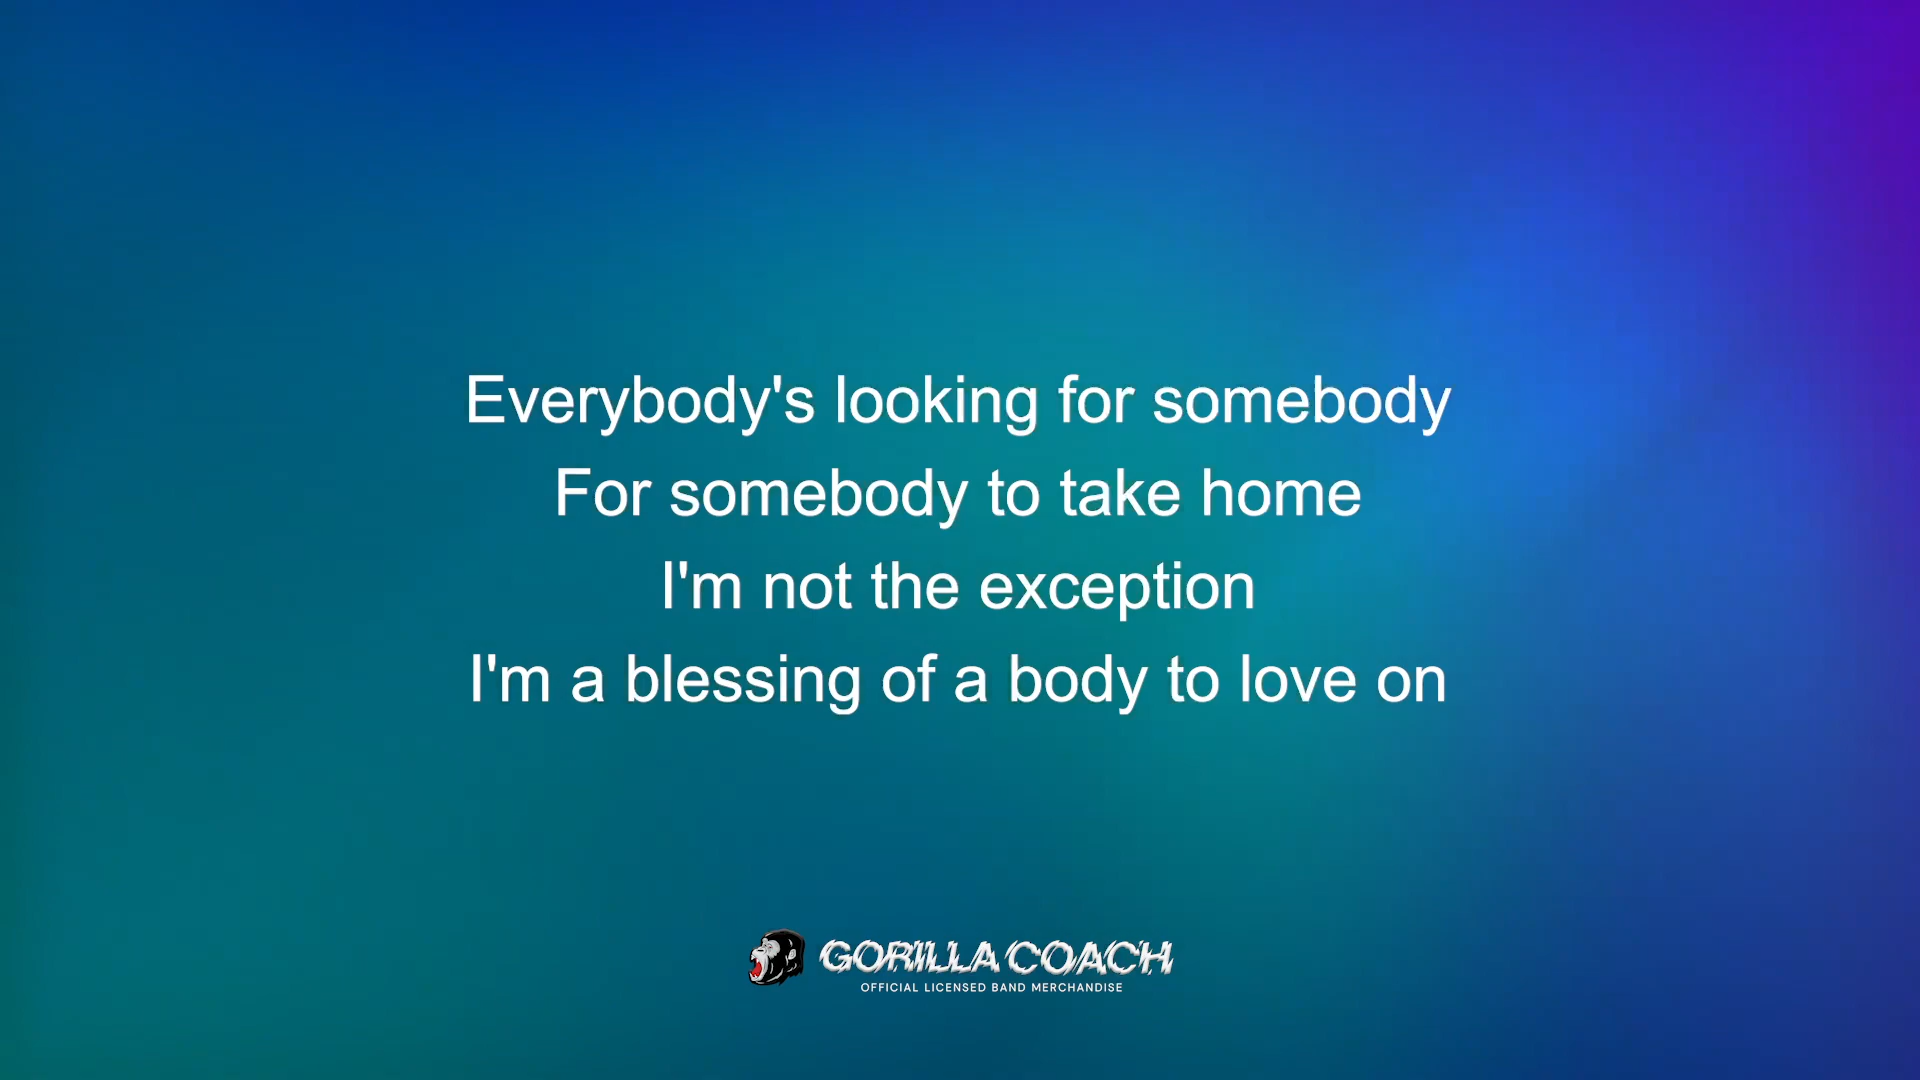 Everybody's looking for somebody
For somebody to take home
I'm not the exception
I'm a blessing of a body to love on
GORILLA COACH
OFFICIAL LICENSED BAND MERCHANDISE